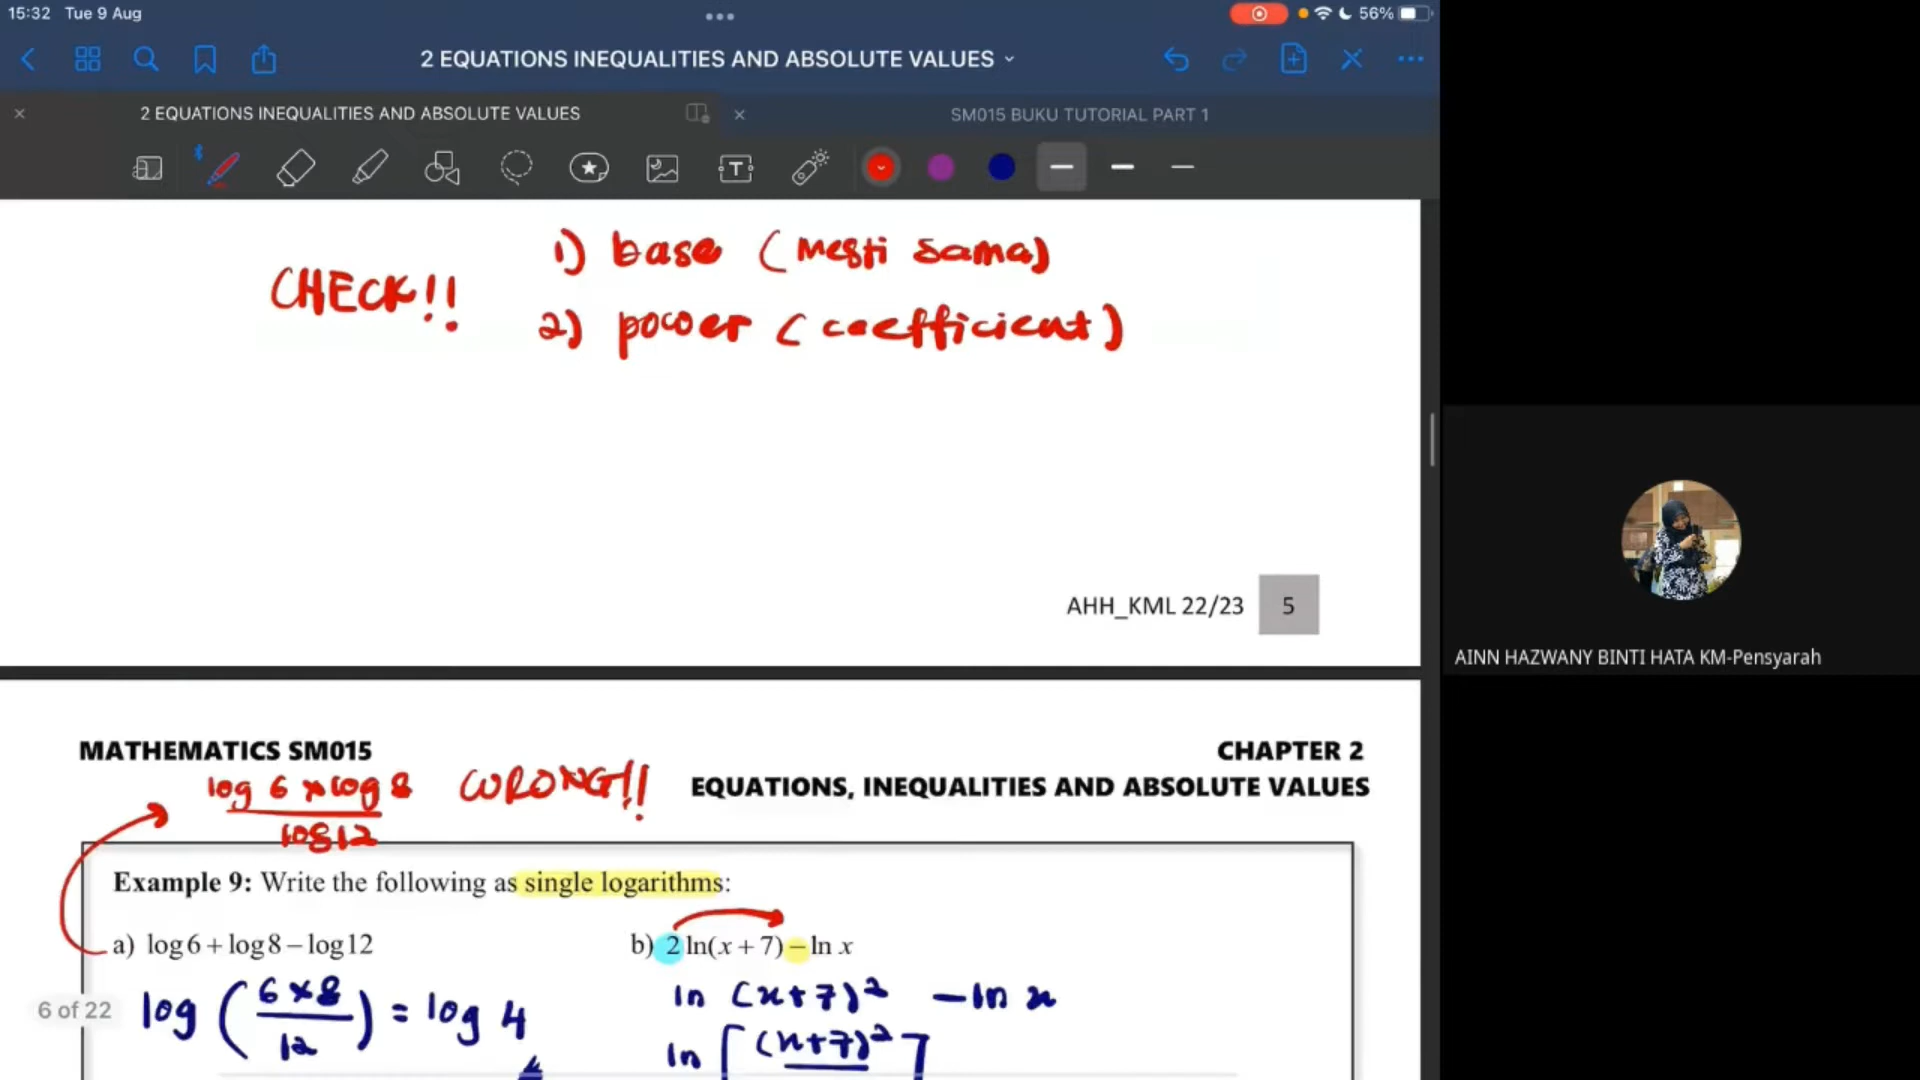 15:32 Tue 9 Aug
56%
2 EQUATIONS INEQUALITIES AND ABSOLUTE VALUES
2 EQUATIONS INEQUALITIES AND ABSOLUTE VALUES
SM015 BUKU TUTORIAL PART 1
CHECK!!
1) base (mesti sama)
2) power (coefficient)
AHH_KML 22/23 5
AINN HAZWANY BINTI HATA KM-Pensyarah
MATHEMATICS SM015
CHAPTER 2
EQUATIONS, INEQUALITIES AND ABSOLUTE VALUES
log 6 x log 8
log 12
WRONG!!
Example 9: Write the following as single logarithms:
a) log 6 + log 8 – log 12
b) 2 ln(x + 7) – ln x
6 of 22
log ( 6 x 8 / 12 ) = log 4
ln (x+7)² – ln x
ln [ (x+7)² ]